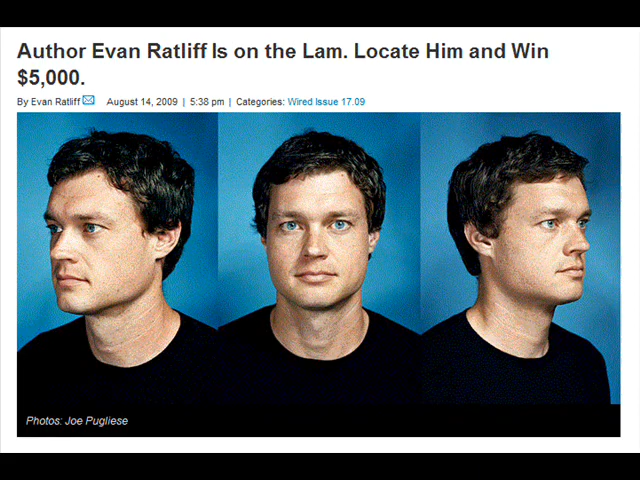 Author Evan Ratliff Is on the Lam. Locate Him and Win
$5,000.
By Evan Ratliff August 14, 2009 | 5:38 pm | Categories: Wired Issue 17.09
Photos: Joe Pugliese